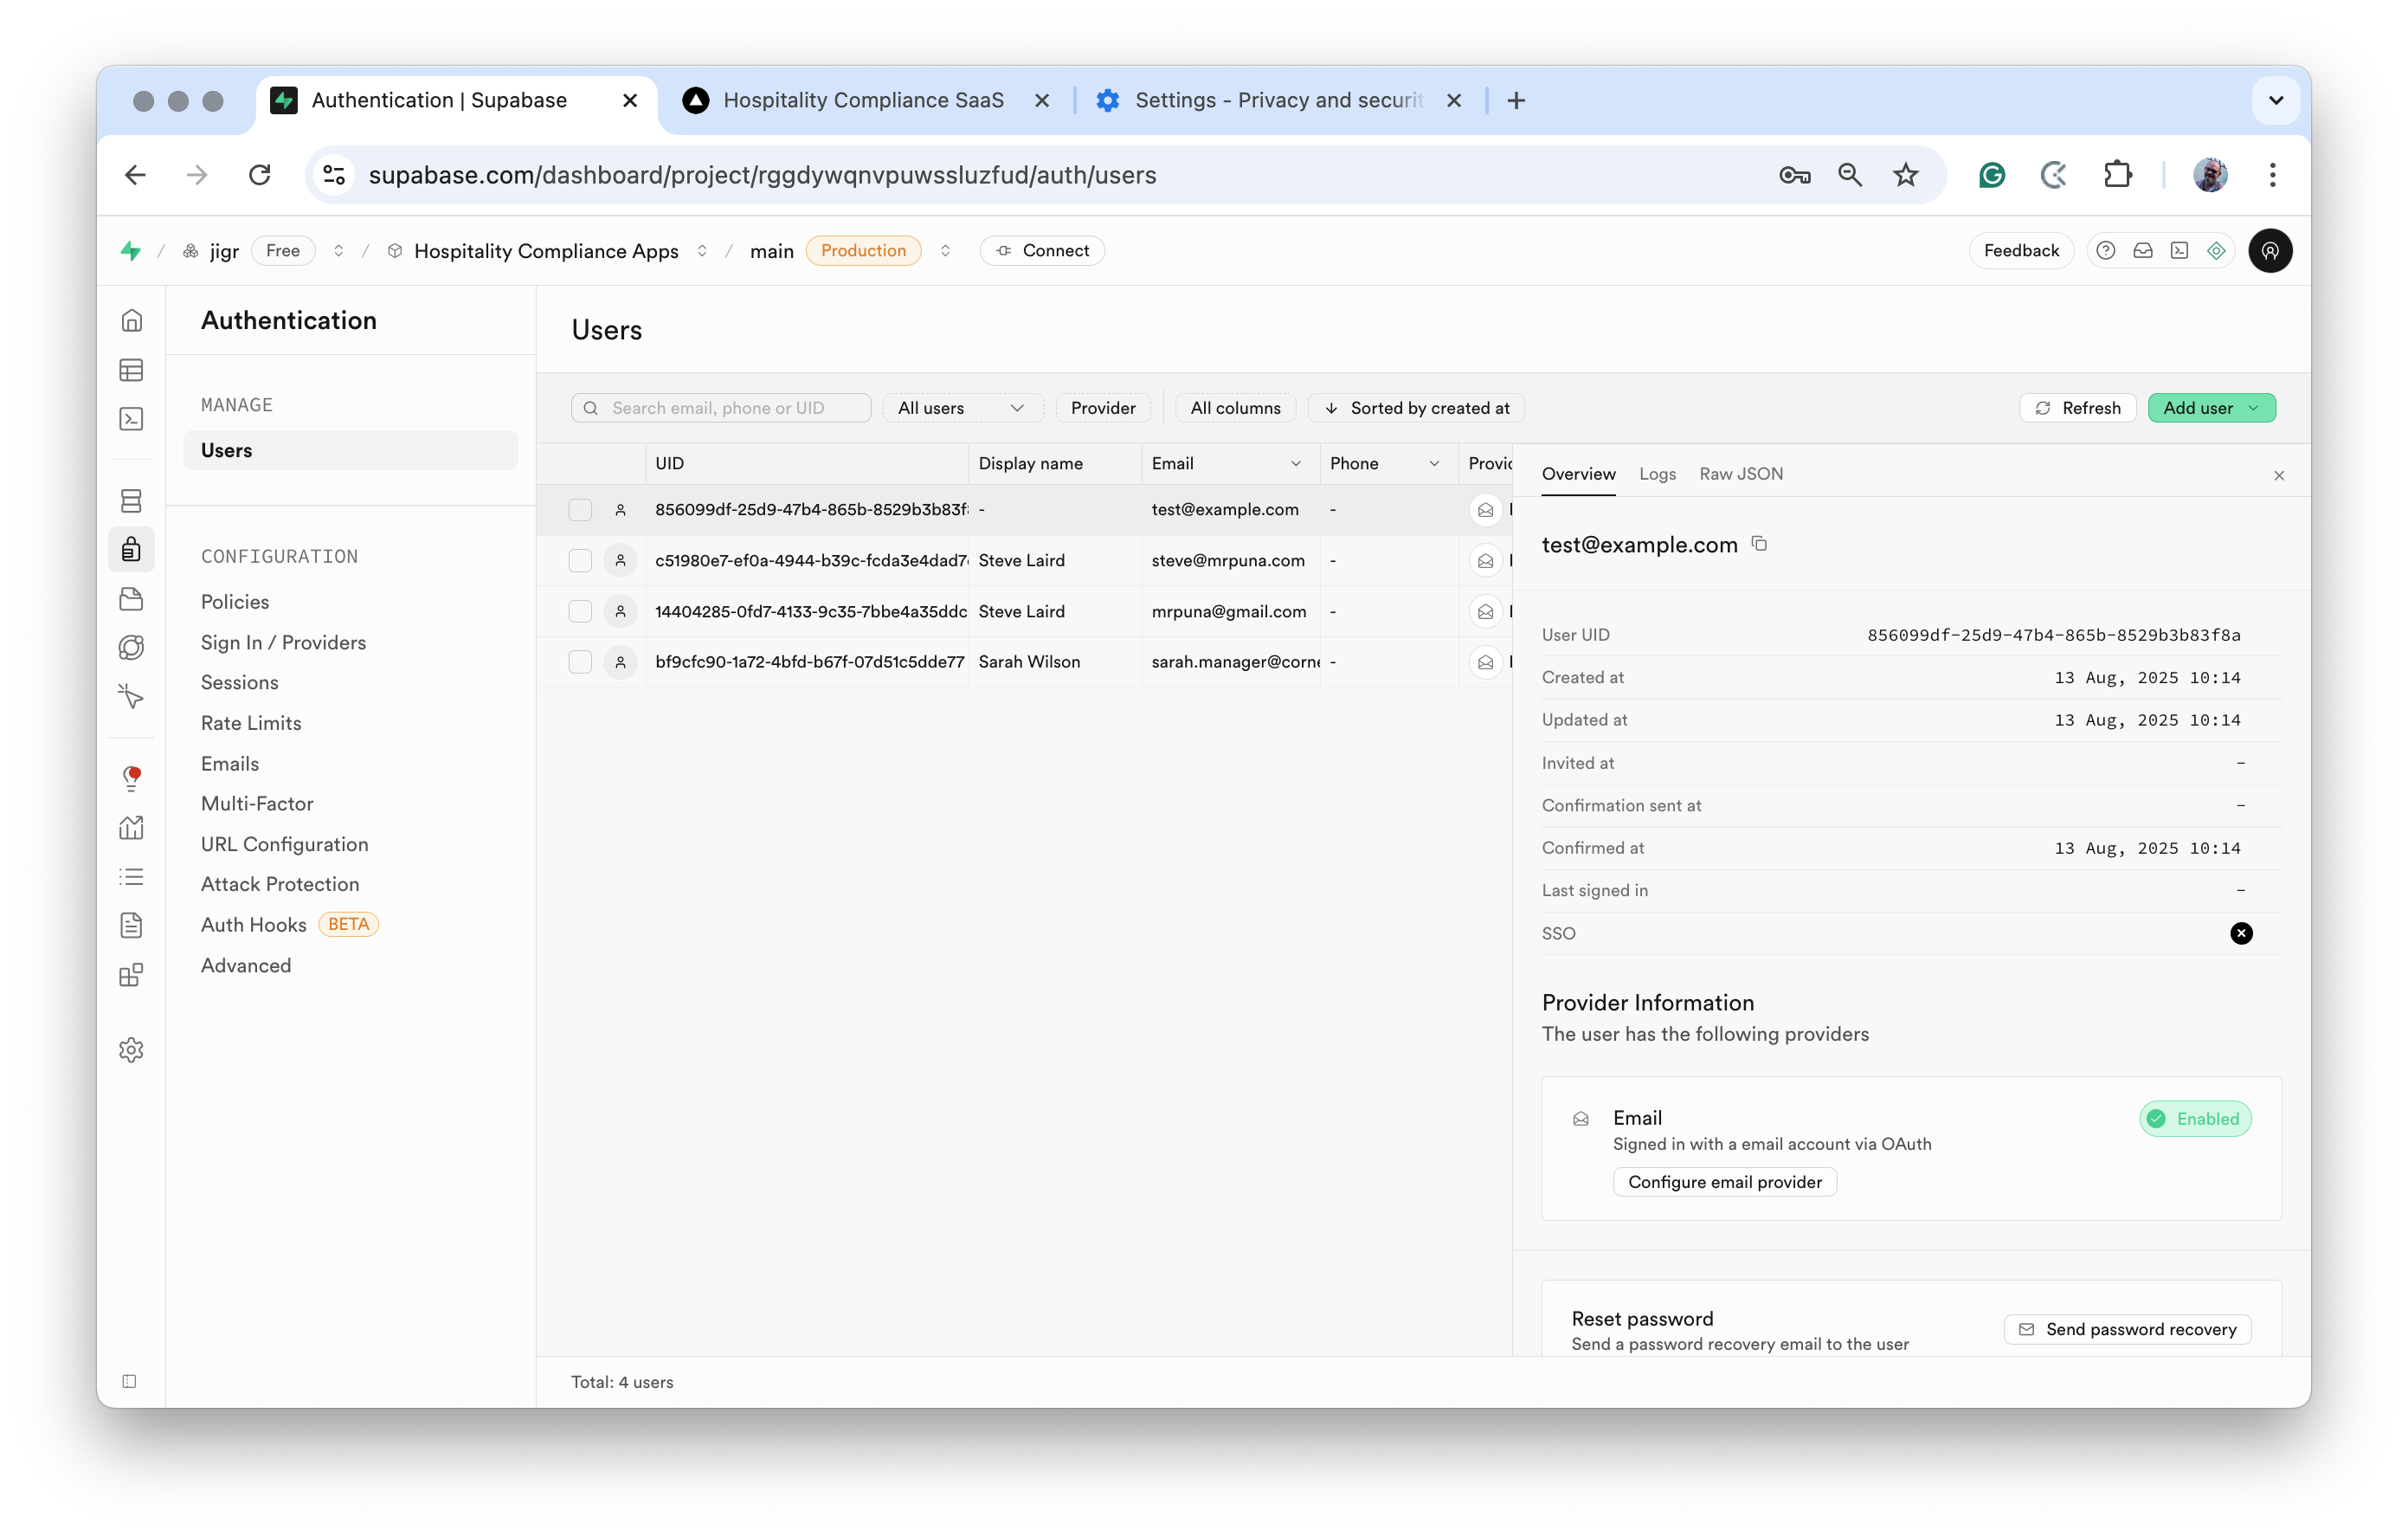 Authentication | Supabase
Hospitality Compliance SaaS
Settings - Privacy and securit
supabase.com/dashboard/project/rggdywqnvpuwssluzfud/auth/users
/ jigr Free / Hospitality Compliance Apps / main Production Connect
Feedback
Authentication
MANAGE
Users
CONFIGURATION
Policies
Sign In / Providers
Sessions
Rate Limits
Emails
Multi-Factor
URL Configuration
Attack Protection
Auth Hooks BETA
Advanced
Users
Search email, phone or UID All users Provider All columns Sorted by created at Refresh Add user
UID Display name Email Phone Provic
856099df-25d9-47b4-865b-8529b3b83f - test@example.com -
c51980e7-ef0a-4944-b39c-fcda3e4dad7 Steve Laird steve@mrpuna.com -
14404285-0fd7-4133-9c35-7bbe4a35ddc Steve Laird mrpuna@gmail.com -
bf9cfc90-1a72-4bfd-b67f-07d51c5dde77 Sarah Wilson sarah.manager@corne -
Total: 4 users
Overview Logs Raw JSON
test@example.com
User UID 856099df-25d9-47b4-865b-8529b3b83f8a
Created at 13 Aug, 2025 10:14
Updated at 13 Aug, 2025 10:14
Invited at -
Confirmation sent at -
Confirmed at 13 Aug, 2025 10:14
Last signed in -
SSO
Provider Information
The user has the following providers
Email Enabled
Signed in with a email account via OAuth
Configure email provider
Reset password
Send a password recovery email to the user
Send password recovery